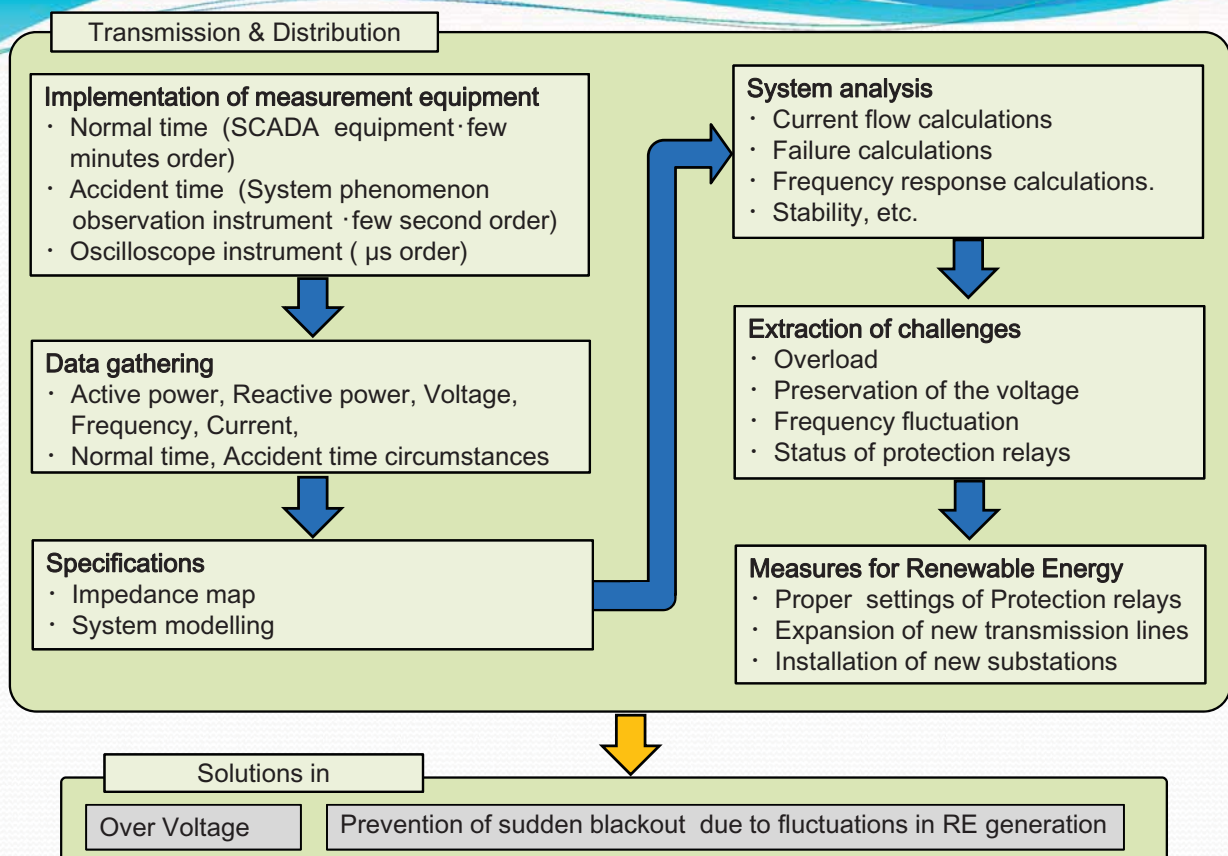 Transmission & Distribution
Implementation of measurement equipment
· Normal time (SCADA equipment·few
minutes order)
· Accident time (System phenomenon
observation instrument ·few second order)
· Oscilloscope instrument ( µs order)
Data gathering
· Active power, Reactive power, Voltage,
Frequency, Current,
· Normal time, Accident time circumstances
Specifications
· Impedance map
· System modelling
System analysis
· Current flow calculations
· Failure calculations
· Frequency response calculations.
· Stability, etc.
Extraction of challenges
· Overload
· Preservation of the voltage
· Frequency fluctuation
· Status of protection relays
Measures for Renewable Energy
· Proper settings of Protection relays
· Expansion of new transmission lines
· Installation of new substations
Solutions in
Over Voltage
Prevention of sudden blackout due to fluctuations in RE generation